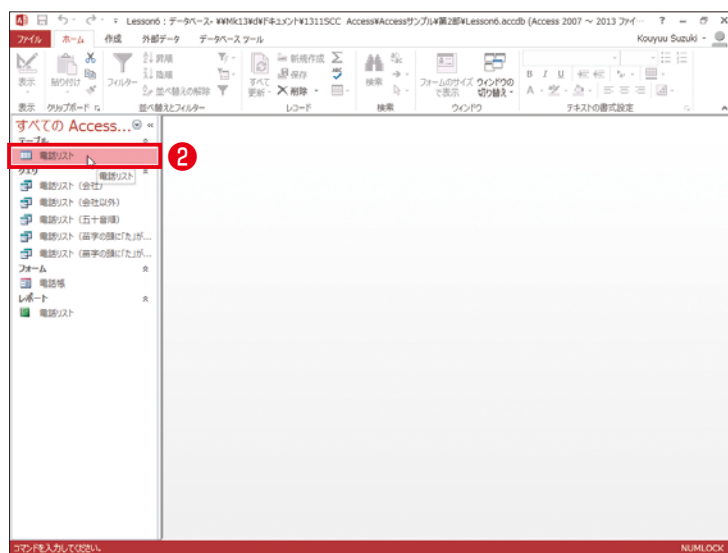 Lesson6 : データベース- ¥¥Mk13¥d¥ドキュメント¥1311SCC Access¥Accessサンプル¥第2部¥Lesson6.accdb (Access 2007 ～ 2013 ファイ… ?
ファイル ホーム 作成 外部データ データベース ツール Kouyuu Suzuki
昇順 新規作成
降順 保存
表示 貼り付け フィルター 並べ替えの解除 すべて更新 削除 検索 フォームのサイズで表示 ウィンドウの切り替え B I U A
表示 クリップボード 並べ替えとフィルター レコード 検索 ウィンドウ テキストの書式設定
すべての Access...
テーブル
電話リスト
2
クエリ
電話リスト
電話リスト（会社）
電話リスト（会社以外）
電話リスト（五十音順）
電話リスト（苗字の頭に「た」が...
電話リスト（苗字の頭に「た」が...
フォーム
電話帳
レポート
電話リスト
コマンドを入力してください。 NUMLOCK